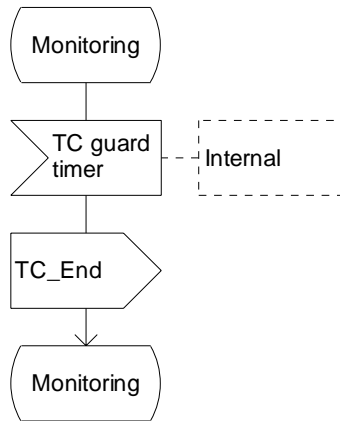 Monitoring
TC guard
timer
Internal
TC_End
Monitoring